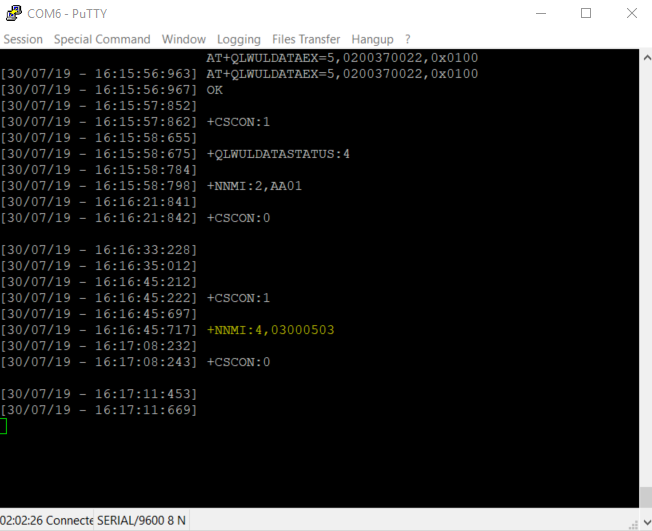 COM6 - PuTTY
Session Special Command Window Logging Files Transfer Hangup ?
AT+QLWULDATAEX=5,0200370022,0x0100
[30/07/19 - 16:15:56:963] AT+QLWULDATAEX=5,0200370022,0x0100
[30/07/19 - 16:15:56:967] OK
[30/07/19 - 16:15:57:852]
[30/07/19 - 16:15:57:862] +CSCON:1
[30/07/19 - 16:15:58:655]
[30/07/19 - 16:15:58:675] +QLWULDATASTATUS:4
[30/07/19 - 16:15:58:784]
[30/07/19 - 16:15:58:798] +NNMI:2,AA01
[30/07/19 - 16:16:21:841]
[30/07/19 - 16:16:21:842] +CSCON:0
[30/07/19 - 16:16:33:228]
[30/07/19 - 16:16:35:012]
[30/07/19 - 16:16:45:212]
[30/07/19 - 16:16:45:222] +CSCON:1
[30/07/19 - 16:16:45:697]
[30/07/19 - 16:16:45:717] +NNMI:4,03000503
[30/07/19 - 16:17:08:232]
[30/07/19 - 16:17:08:243] +CSCON:0
[30/07/19 - 16:17:11:453]
[30/07/19 - 16:17:11:669]
02:02:26 Connecte SERIAL/9600 8 N